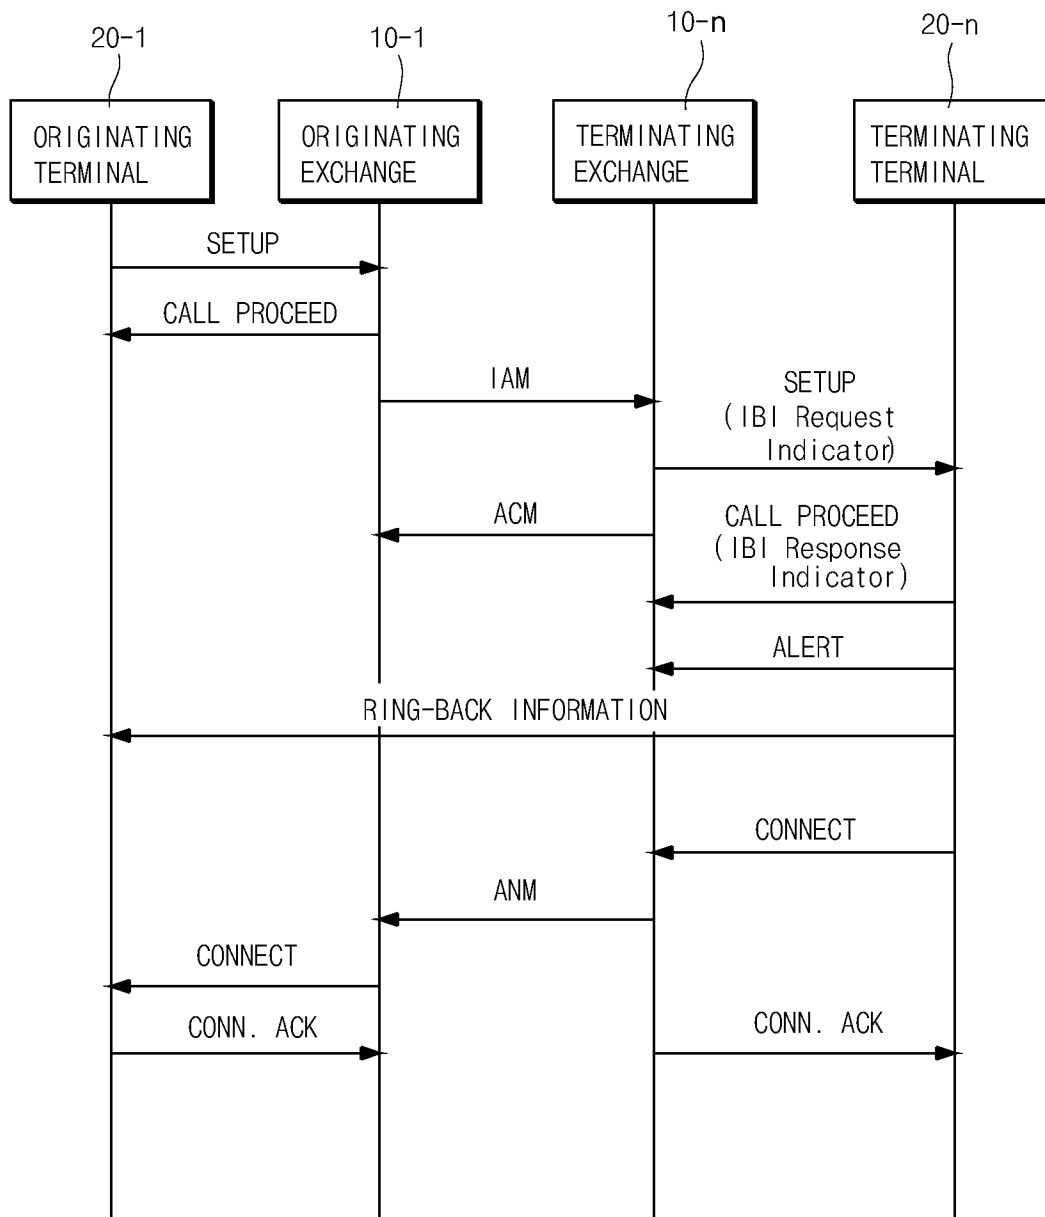 20-1
10-1
10-n
20-n
ORIGINATING
TERMINAL
ORIGINATING
EXCHANGE
TERMINATING
EXCHANGE
TERMINATING
TERMINAL
SETUP
CALL PROCEED
IAM
SETUP
(IBI Request
Indicator)
ACM
CALL PROCEED
(IBI Response
Indicator)
ALERT
RING-BACK INFORMATION
CONNECT
ANM
CONNECT
CONN. ACK
CONN. ACK